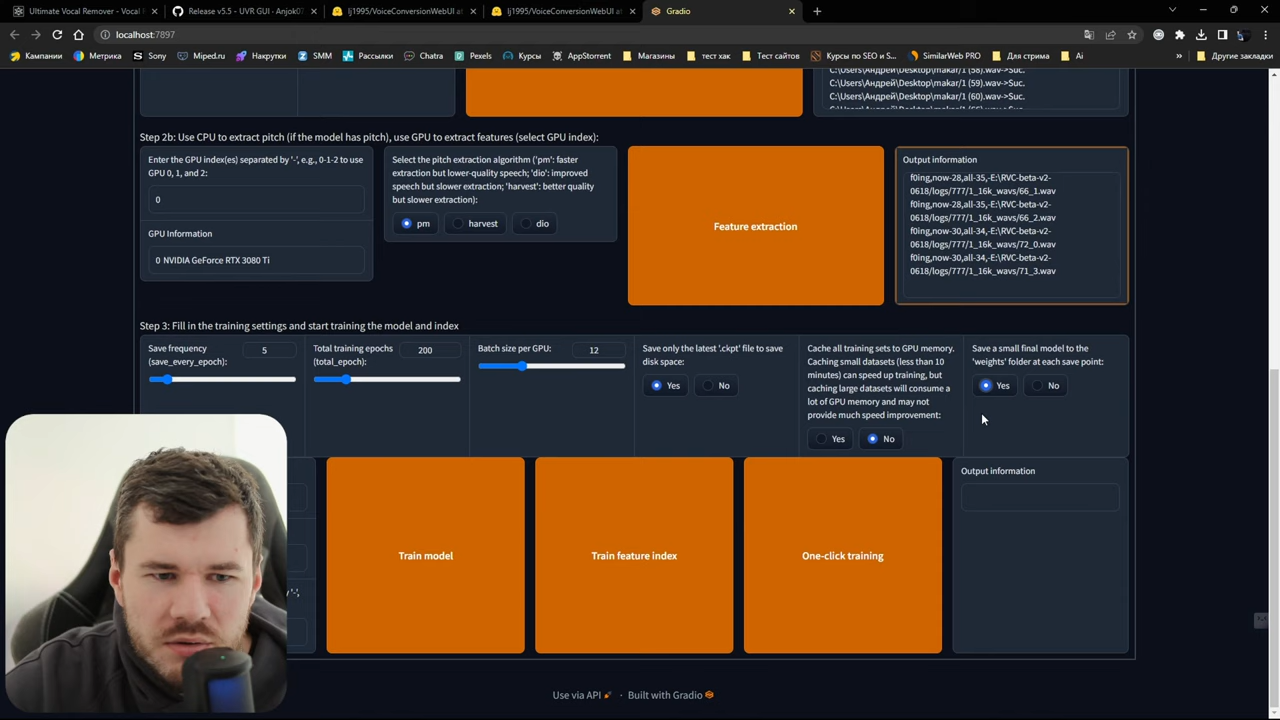 Ultimate Vocal Remover - Vocal R
Release v5.5 - UVR GUI · Anjok07
lj1995/VoiceConversionWebUI at
lj1995/VoiceConversionWebUI at
Gradio
localhost:7897
Кампании
Метрика
Sony
Miped.ru
Накрутки
SMM
Рассылки
Chatra
Pexels
Курсы
AppStorrent
Магазины
тест хак
Тест сайтов
Курсы по SEO и S...
SimilarWeb PRO
Для стрима
Ai
Другие закладки
C:\Users\Андрей\Desktop\makar/1 (59).wav->Suc.
C:\Users\Андрей\Desktop\makar/1 (60).wav->Suc.
Step 2b: Use CPU to extract pitch (if the model has pitch), use GPU to extract features (select GPU index):
Enter the GPU index(es) separated by '-', e.g., 0-1-2 to use
GPU 0, 1, and 2:
0
GPU Information
0 NVIDIA GeForce RTX 3080 Ti
Select the pitch extraction algorithm ('pm': faster
extraction but lower-quality speech; 'dio': improved
speech but slower extraction; 'harvest': better quality
but slower extraction):
pm
harvest
dio
Feature extraction
Output information
f0ing,now-28,all-35,-E:\RVC-beta-v2-
0618/logs/777/1_16k_wavs/66_1.wav
f0ing,now-28,all-35,-E:\RVC-beta-v2-
0618/logs/777/1_16k_wavs/66_2.wav
f0ing,now-30,all-34,-E:\RVC-beta-v2-
0618/logs/777/1_16k_wavs/72_0.wav
f0ing,now-30,all-34,-E:\RVC-beta-v2-
0618/logs/777/1_16k_wavs/71_3.wav
Step 3: Fill in the training settings and start training the model and index
Save frequency
(save_every_epoch):
5
Total training epochs
(total_epoch):
200
Batch size per GPU:
12
Save only the latest '.ckpt' file to save
disk space:
Yes
No
Cache all training sets to GPU memory.
Caching small datasets (less than 10
minutes) can speed up training, but
caching large datasets will consume a
lot of GPU memory and may not
provide much speed improvement:
Yes
No
Save a small final model to the
'weights' folder at each save point:
Yes
No
Train model
Train feature index
One-click training
Output information
Use via API
·
Built with Gradio